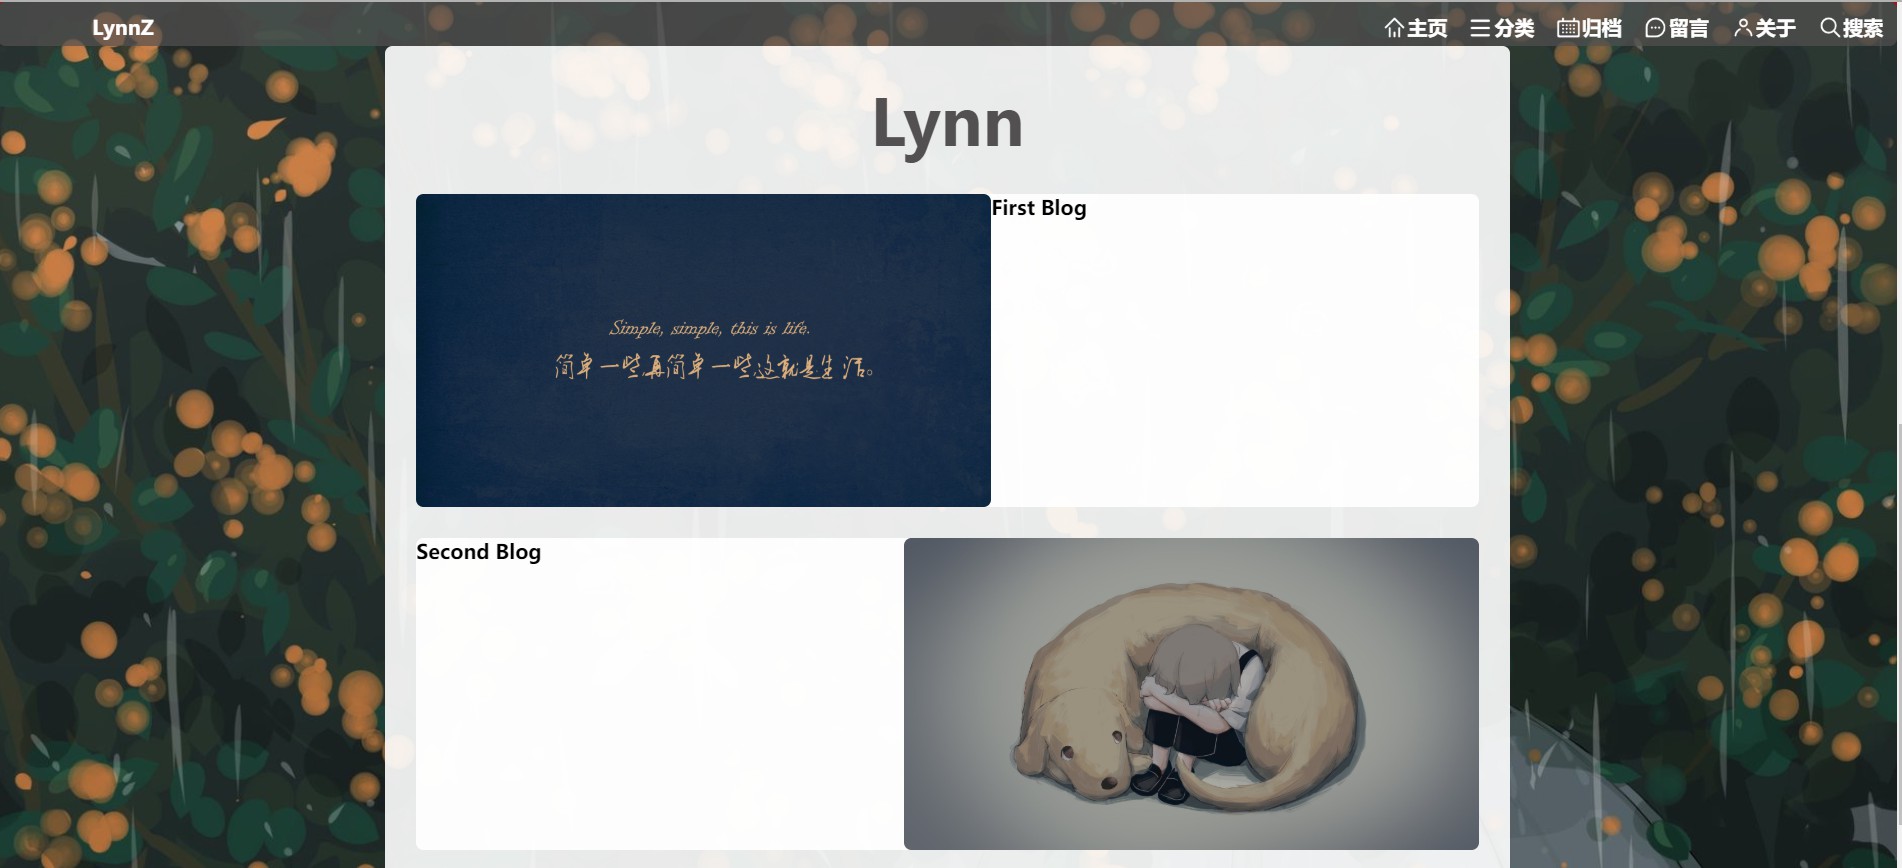 LynnZ
主页 分类 归档 留言 关于 搜索
Lynn
First Blog
Simple, simple, this is life.
简单一些再简单一些这就是生活。
Second Blog